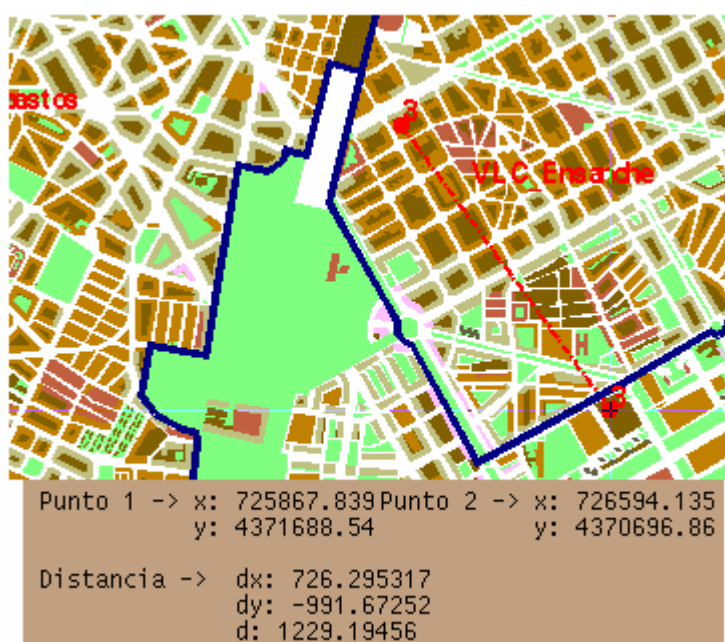 3
bastos
VLC_Ensanche
3
Punto 1 -> x: 725867.839 Punto 2 -> x: 726594.135
y: 4371688.54 y: 4370696.86
Distancia -> dx: 726.295317
dy: -991.67252
d: 1229.19456